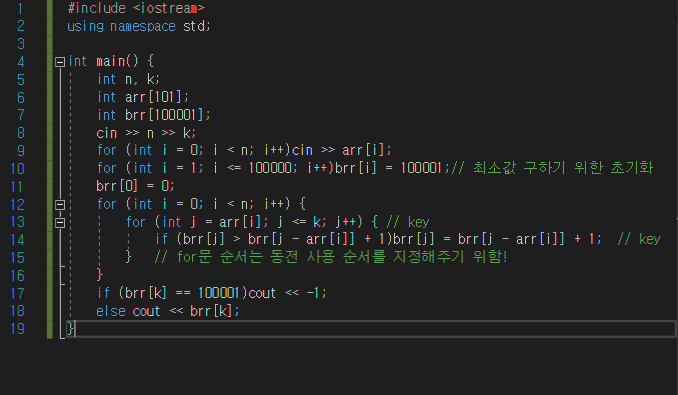 1 #include <iostream>
2 using namespace std;
3
4 int main() {
5 int n, k;
6 int arr[101];
7 int brr[100001];
8 cin >> n >> k;
9 for (int i = 0; i < n; i++)cin >> arr[i];
10 for (int i = 1; i <= 100000; i++)brr[i] = 100001;// 최소값 구하기 위한 초기화
11 brr[0] = 0;
12 for (int i = 0; i < n; i++) {
13 for (int j = arr[i]; j <= k; j++) { // key
14 if (brr[j] > brr[j - arr[i]] + 1)brr[j] = brr[j - arr[i]] + 1; // key
15 } // for문 순서는 동전 사용 순서를 지정해주기 위함!
16 }
17 if (brr[k] == 100001)cout << -1;
18 else cout << brr[k];
19 }